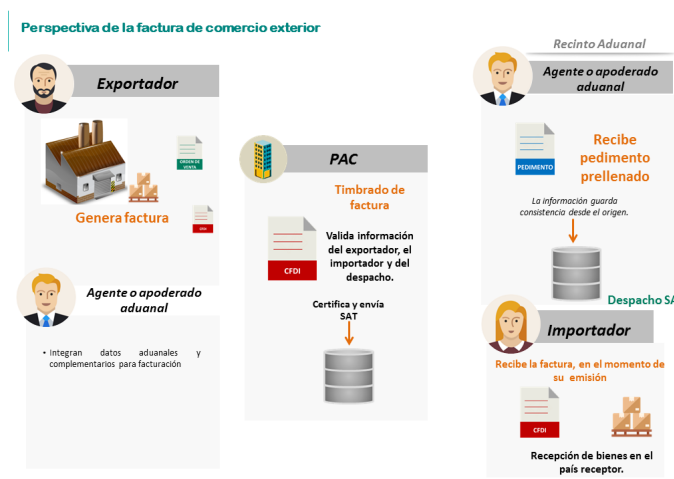 Perspectiva de la factura de comercio exterior
Exportador
ORDEN DE
VENTA
Genera factura
Agente o apoderado
aduanal
• Integran datos aduanales y
complementarios para facturación
PAC
Timbrado de
factura
CFDI
Valida información
del exportador, el
importador y del
despacho.
Certifica y envía
SAT
Recinto Aduanal
Agente o apoderado
aduanal
PEDIMENTO
Recibe
pedimento
prellenado
La información guarda
consistencia desde el origen.
Despacho SA
Importador
Recibe la factura, en el momento de
su emisión
CFDI
Recepción de bienes en el
país receptor.